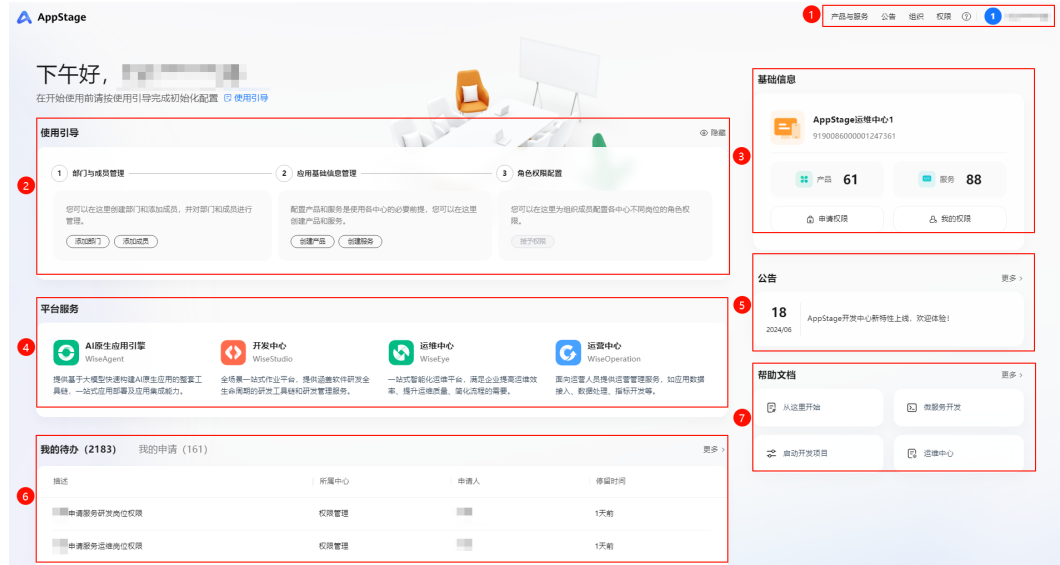 AppStage
1 产品与服务 公告 组织 权限 1
下午好，
在开始使用前请按使用引导完成初始化配置 使用引导
使用引导 隐藏
2
1 部门与成员管理 2 应用基础信息管理 3 角色权限配置
您可以在这里创建部门和添加成员，并对部门和成员进行
管理。
添加部门 添加成员
配置产品和服务是使用各中心的必要前提，您可以在这里
创建产品和服务。
创建产品 创建服务
您可以在这里为组织成员配置各中心不同岗位的角色权
限。
授予权限
基础信息
3
AppStage运维中心1
9190086000001247361
产品 61 服务 88
申请权限 我的权限
平台服务
4
AI原生应用引擎
WiseAgent
提供基于大模型快速构建AI原生应用的整套工
具链，一站式应用部署及应用集成能力。
开发中心
WiseStudio
全场景一站式作业平台，提供涵盖软件研发全
生命周期的研发工具链和研发管理服务。
运维中心
WiseEye
一站式智能化运维平台，满足企业提高运维效
率、提升运维质量、简化流程的需要。
运营中心
WiseOperation
面向运营人员提供运营管理服务，如应用数据
接入、数据处理、指标开发等。
公告 更多 >
5
18
2024/06
AppStage开发中心新特性上线，欢迎体验！
我的待办（2183） 我的申请（161） 更多 >
6
描述 所属中心 申请人 停留时间
申请服务研发岗位权限 权限管理 1天前
申请服务运维岗位权限 权限管理 1天前
帮助文档 更多 >
7
从这里开始 微服务开发
启动开发项目 运维中心